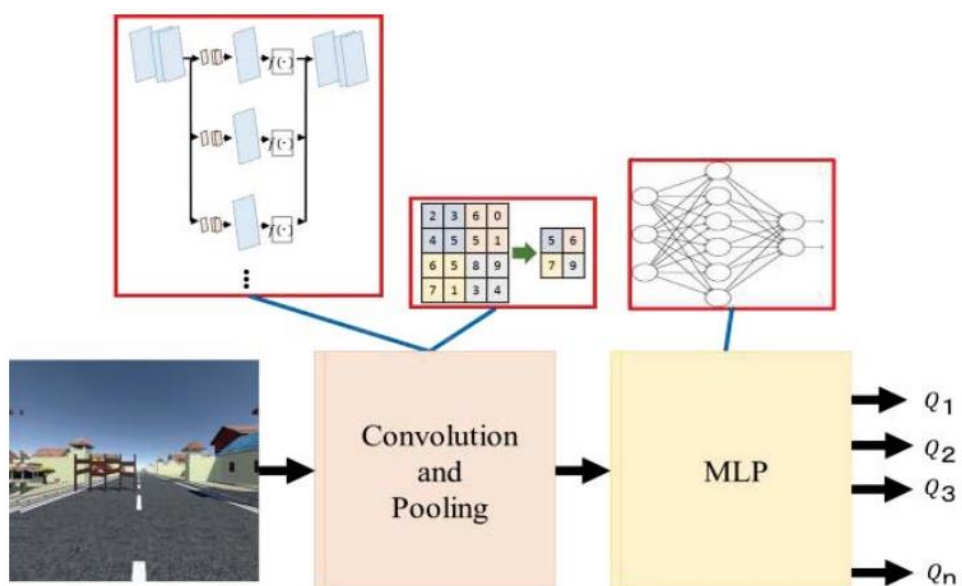 f(·)
f(·)
f(·)
2 3 6 0
4 5 5 1
6 5 8 9
7 1 3 4
5 6
7 9
Convolution
and
Pooling
MLP
Q1
Q2
Q3
Qn